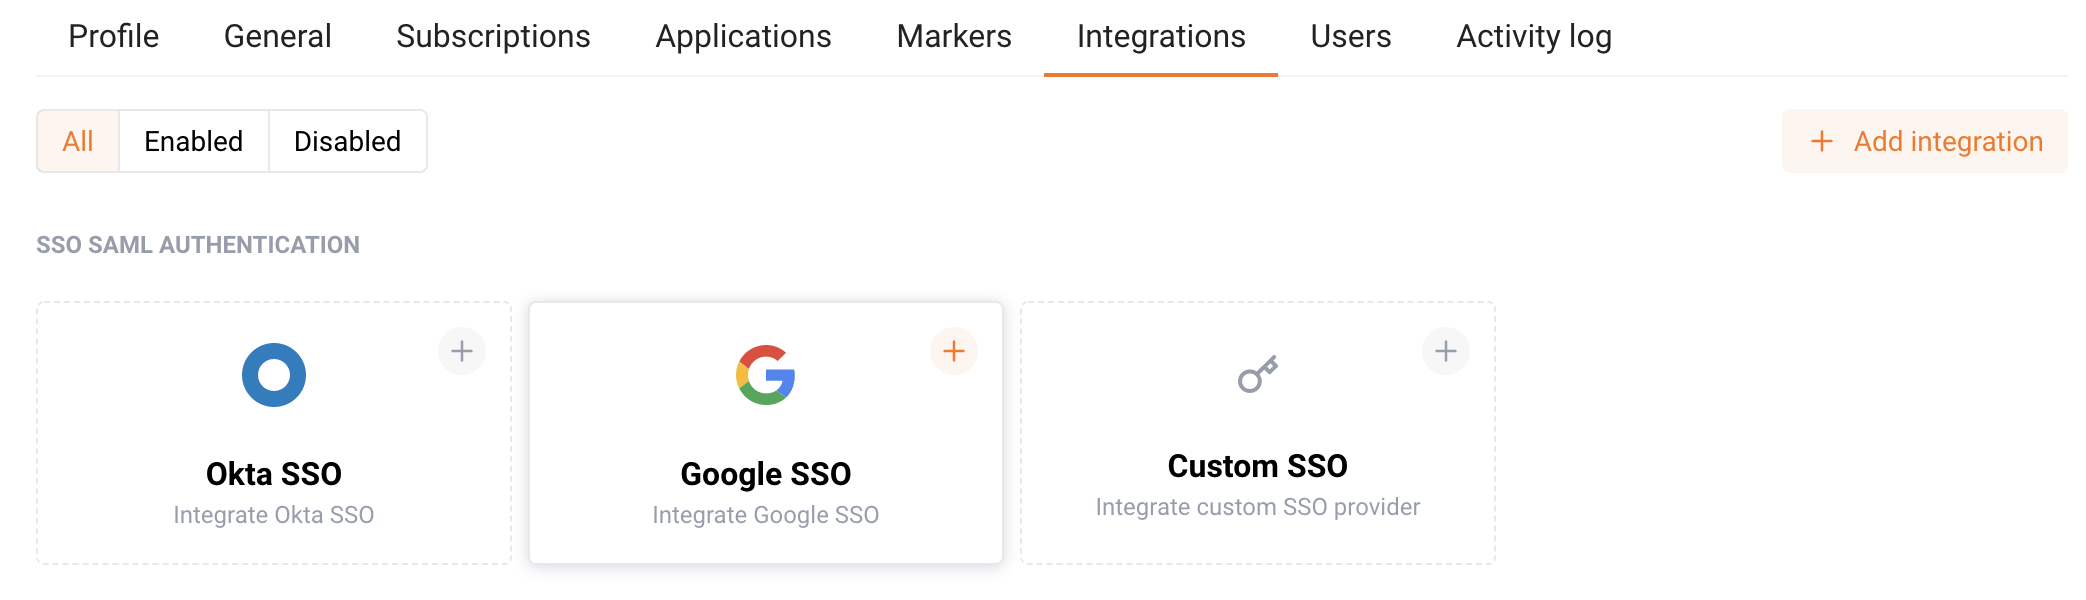 Profile General Subscriptions Applications Markers Integrations Users Activity log
All Enabled Disabled
+ Add integration
SSO SAML AUTHENTICATION
Okta SSO
Integrate Okta SSO
Google SSO
Integrate Google SSO
Custom SSO
Integrate custom SSO provider